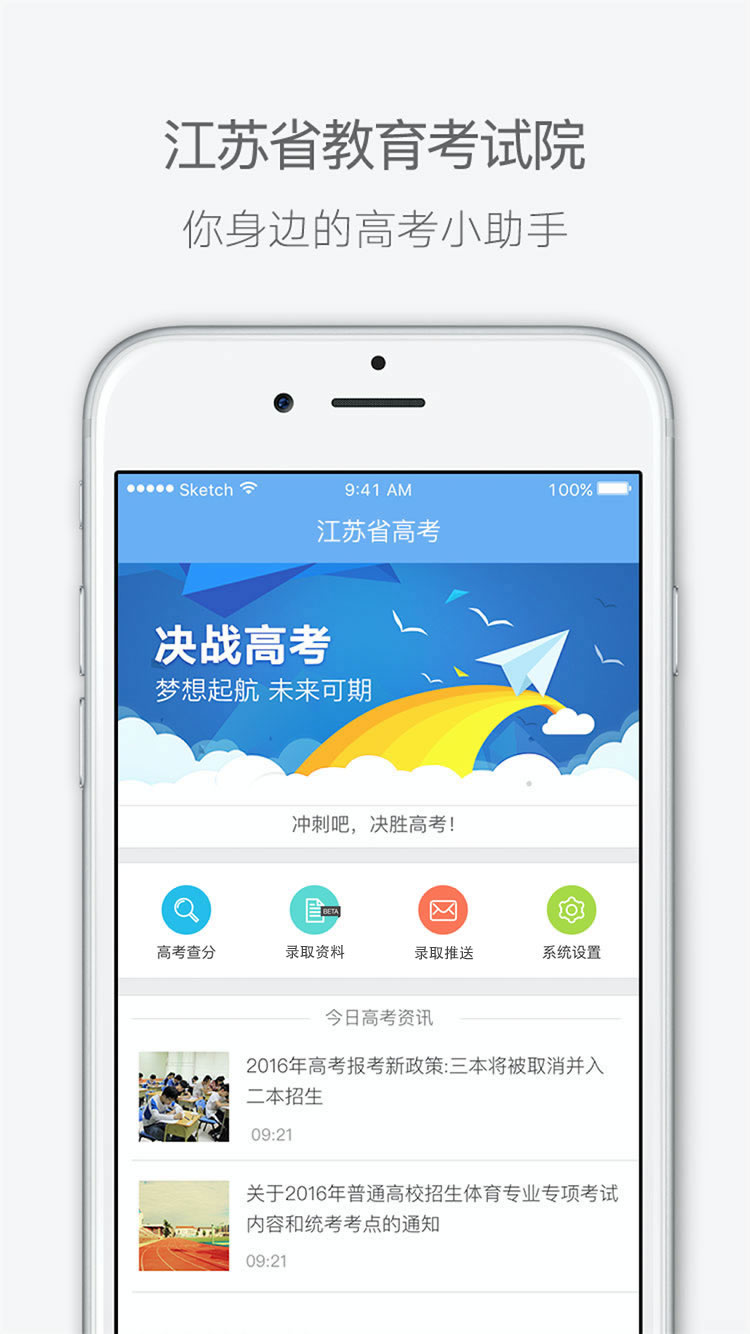 江苏省教育考试院
你身边的高考小助手
Sketch 9:41 AM 100%
江苏省高考
决战高考
梦想起航 未来可期
冲刺吧，决胜高考！
BETA
高考查分 录取资料 录取推送 系统设置
今日高考资讯
2016年高考报考新政策:三本将被取消并入
二本招生
09:21
关于2016年普通高校招生体育专业专项考试
内容和统考考点的通知
09:21